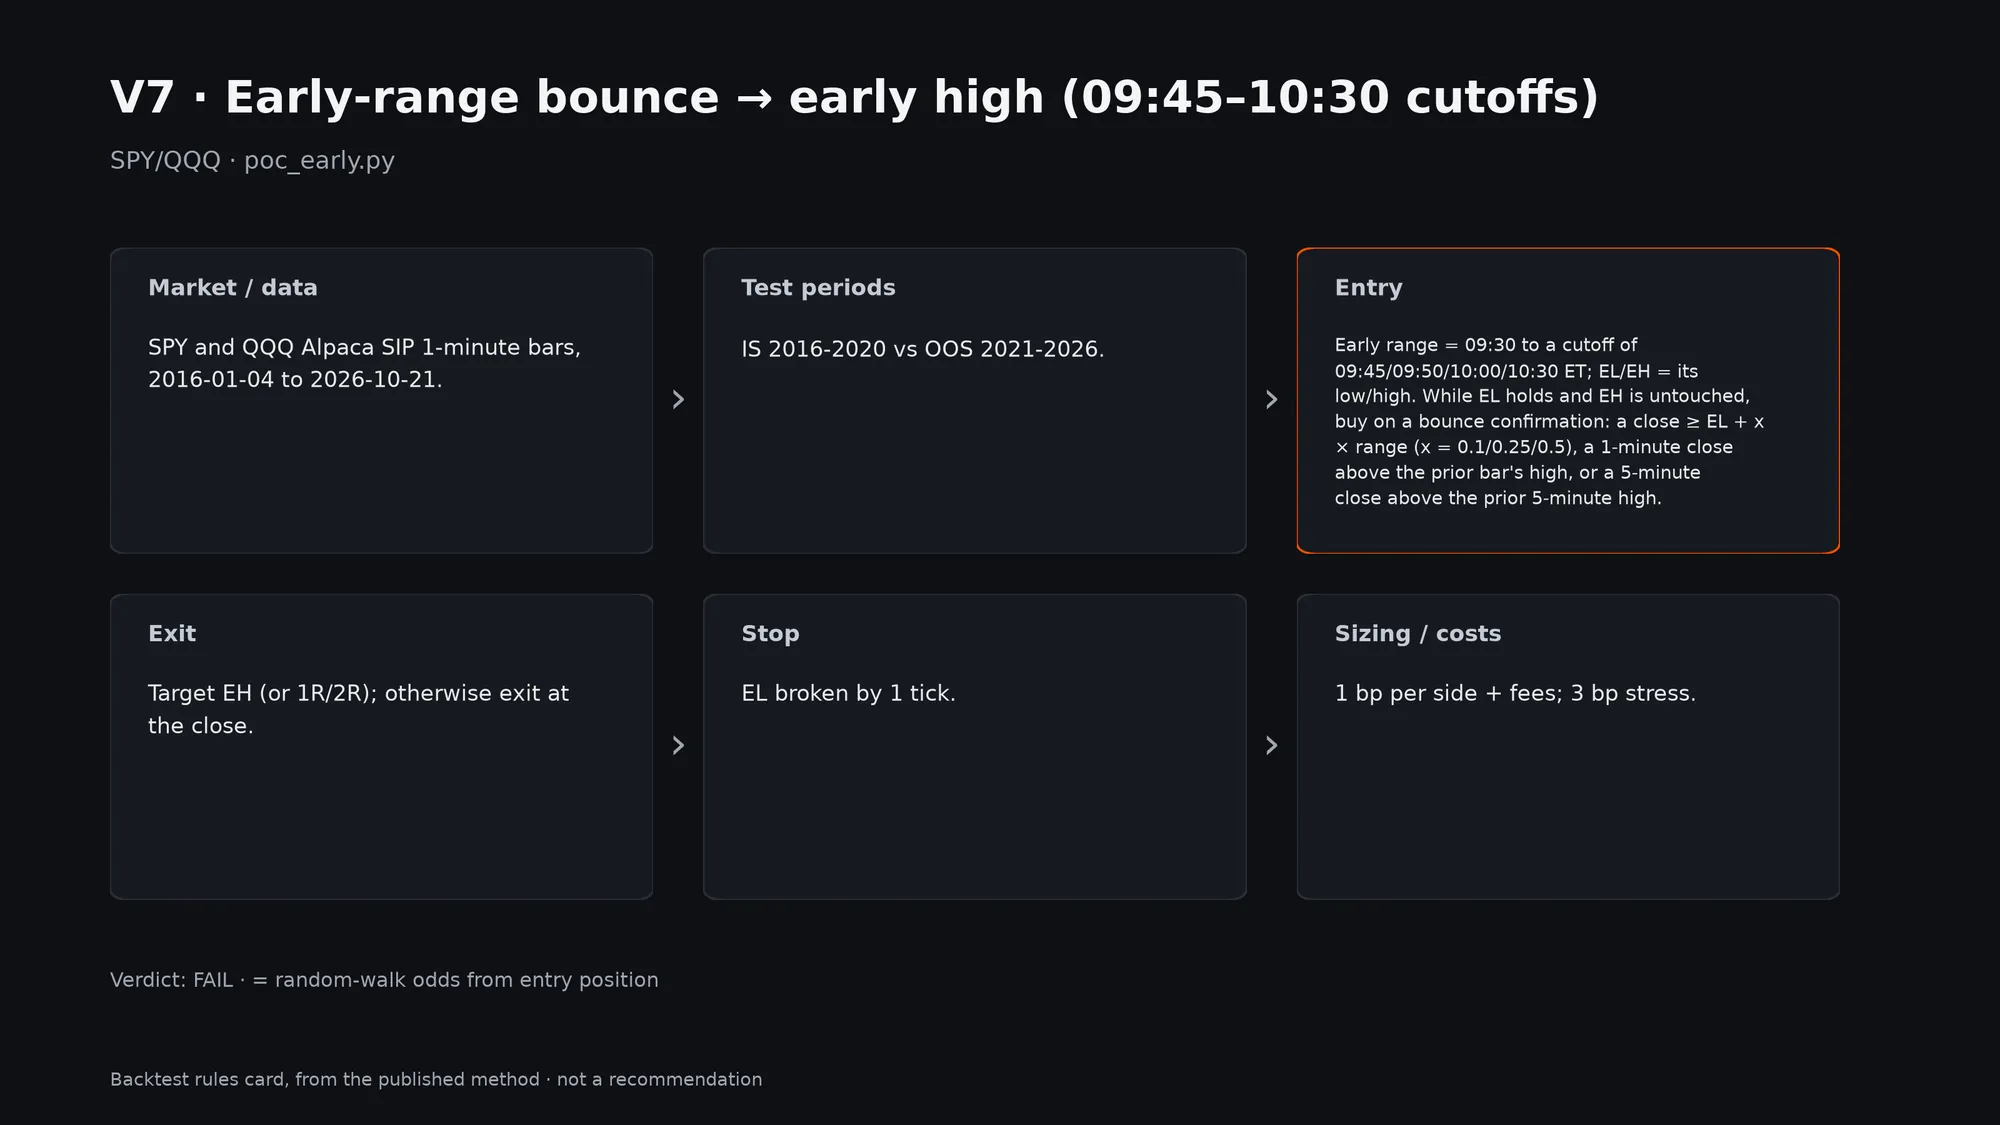 V7 · Early-range bounce → early high (09:45–10:30 cutoffs)
SPY/QQQ · poc_early.py
Market / data
SPY and QQQ Alpaca SIP 1-minute bars,
2016-01-04 to 2026-10-21.
›
Test periods
IS 2016-2020 vs OOS 2021-2026.
›
Entry
Early range = 09:30 to a cutoff of
09:45/09:50/10:00/10:30 ET; EL/EH = its
low/high. While EL holds and EH is untouched,
buy on a bounce confirmation: a close ≥ EL + x
× range (x = 0.1/0.25/0.5), a 1-minute close
above the prior bar's high, or a 5-minute
close above the prior 5-minute high.
Exit
Target EH (or 1R/2R); otherwise exit at
the close.
›
Stop
EL broken by 1 tick.
›
Sizing / costs
1 bp per side + fees; 3 bp stress.
Verdict: FAIL · = random-walk odds from entry position
Backtest rules card, from the published method · not a recommendation